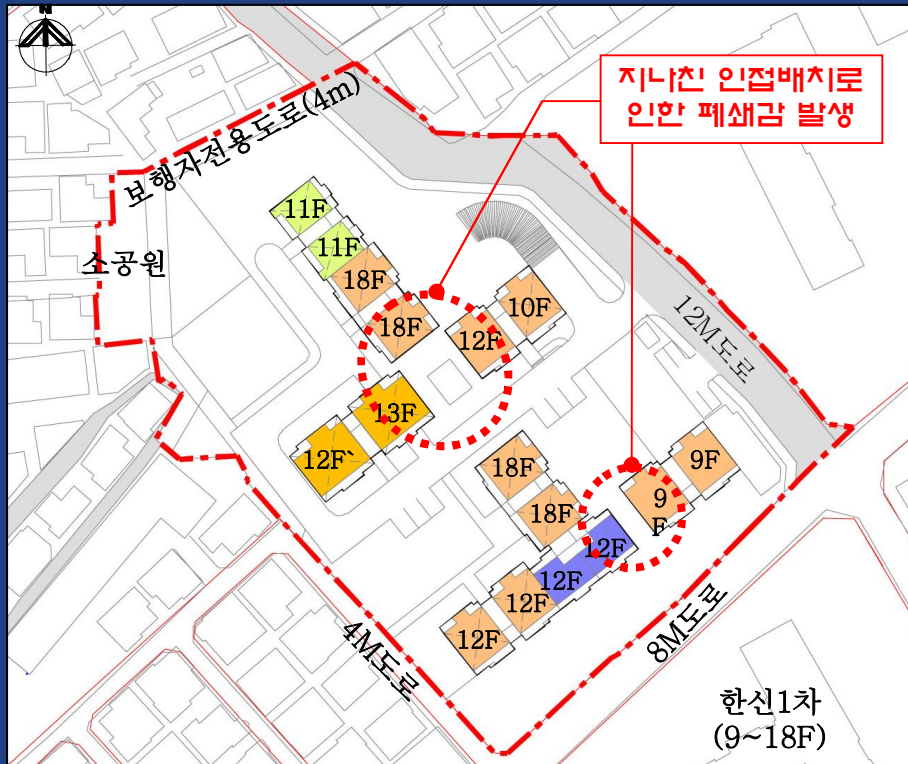 N
지나친 인접배치로
인한 폐쇄감 발생
보행자전용도로(4m)
소공원
11F
11F
18F
18F
10F
12F
12M도로
13F
12F`
18F
18F
9F
9
F
12F
12F
12F
12F
4M도로
8M도로
한신1차
(9~18F)